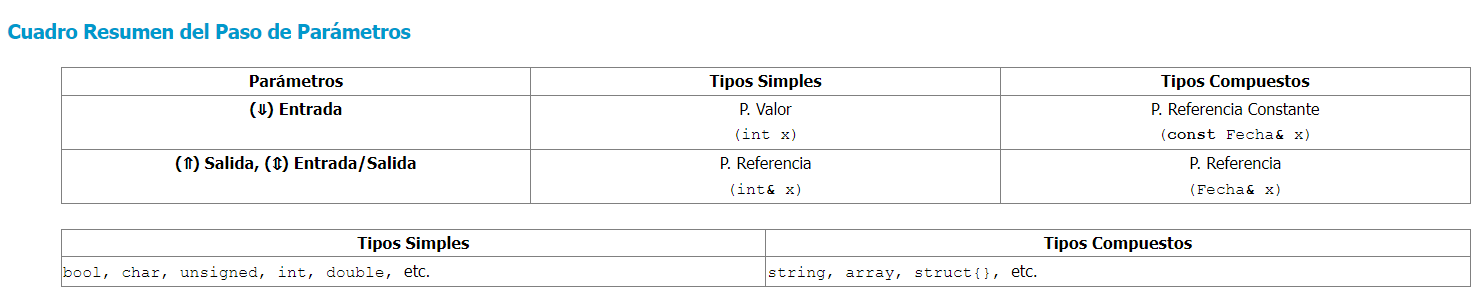 Cuadro Resumen del Paso de Parámetros
Parámetros Tipos Simples Tipos Compuestos
(⇓) Entrada P. Valor P. Referencia Constante
(int x) (const Fecha& x)
(⇑) Salida, (⇕) Entrada/Salida P. Referencia P. Referencia
(int& x) (Fecha& x)
Tipos Simples Tipos Compuestos
bool, char, unsigned, int, double, etc. string, array, struct{}, etc.